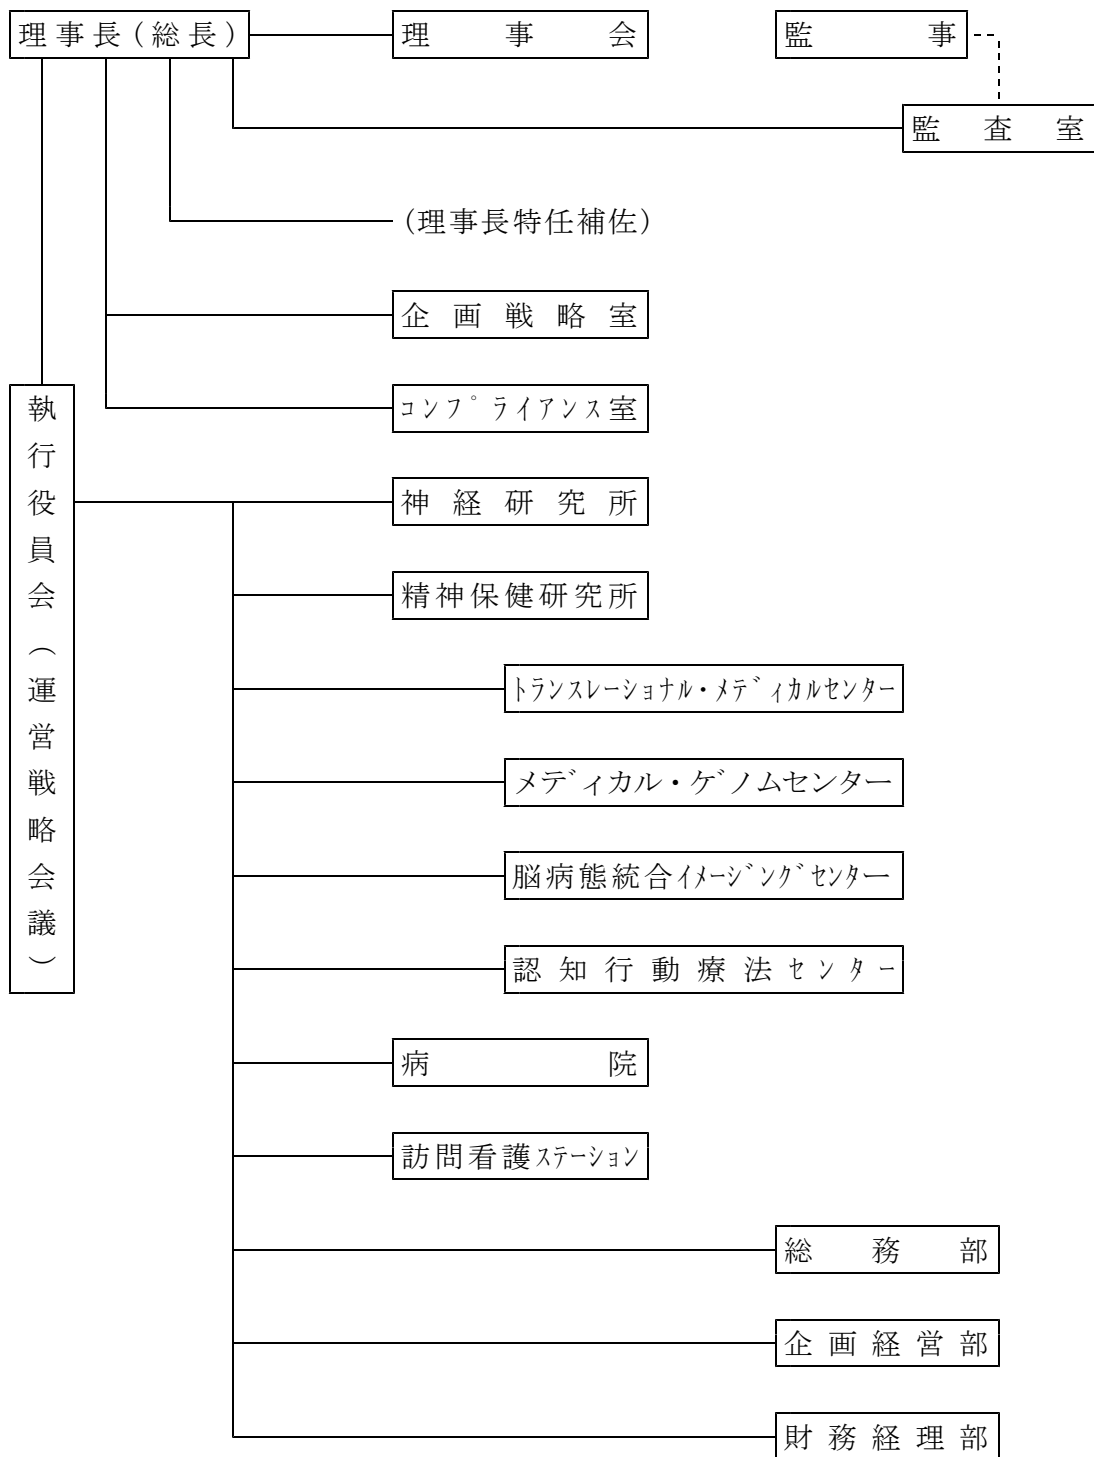 理事長(総長)
理事会
監事
監査室
(理事長特任補佐)
企画戦略室
コンプライアンス室
執行役員会(運営戦略会議)
神経研究所
精神保健研究所
トランスレーショナル・メディカルセンター
メディカル・ゲノムセンター
脳病態統合イメージングセンター
認知行動療法センター
病院
訪問看護ステーション
総務部
企画経営部
財務経理部